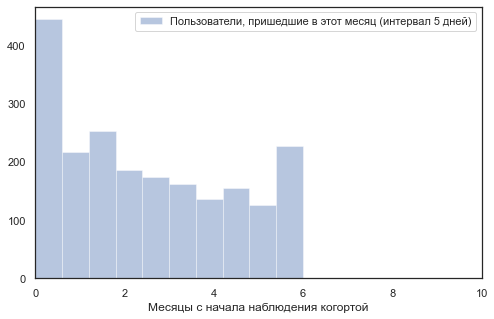 Пользователи, пришедшие в этот месяц (интервал 5 дней)
400
300
200
100
0
0 2 4 6 8 10
Месяцы с начала наблюдения когортой